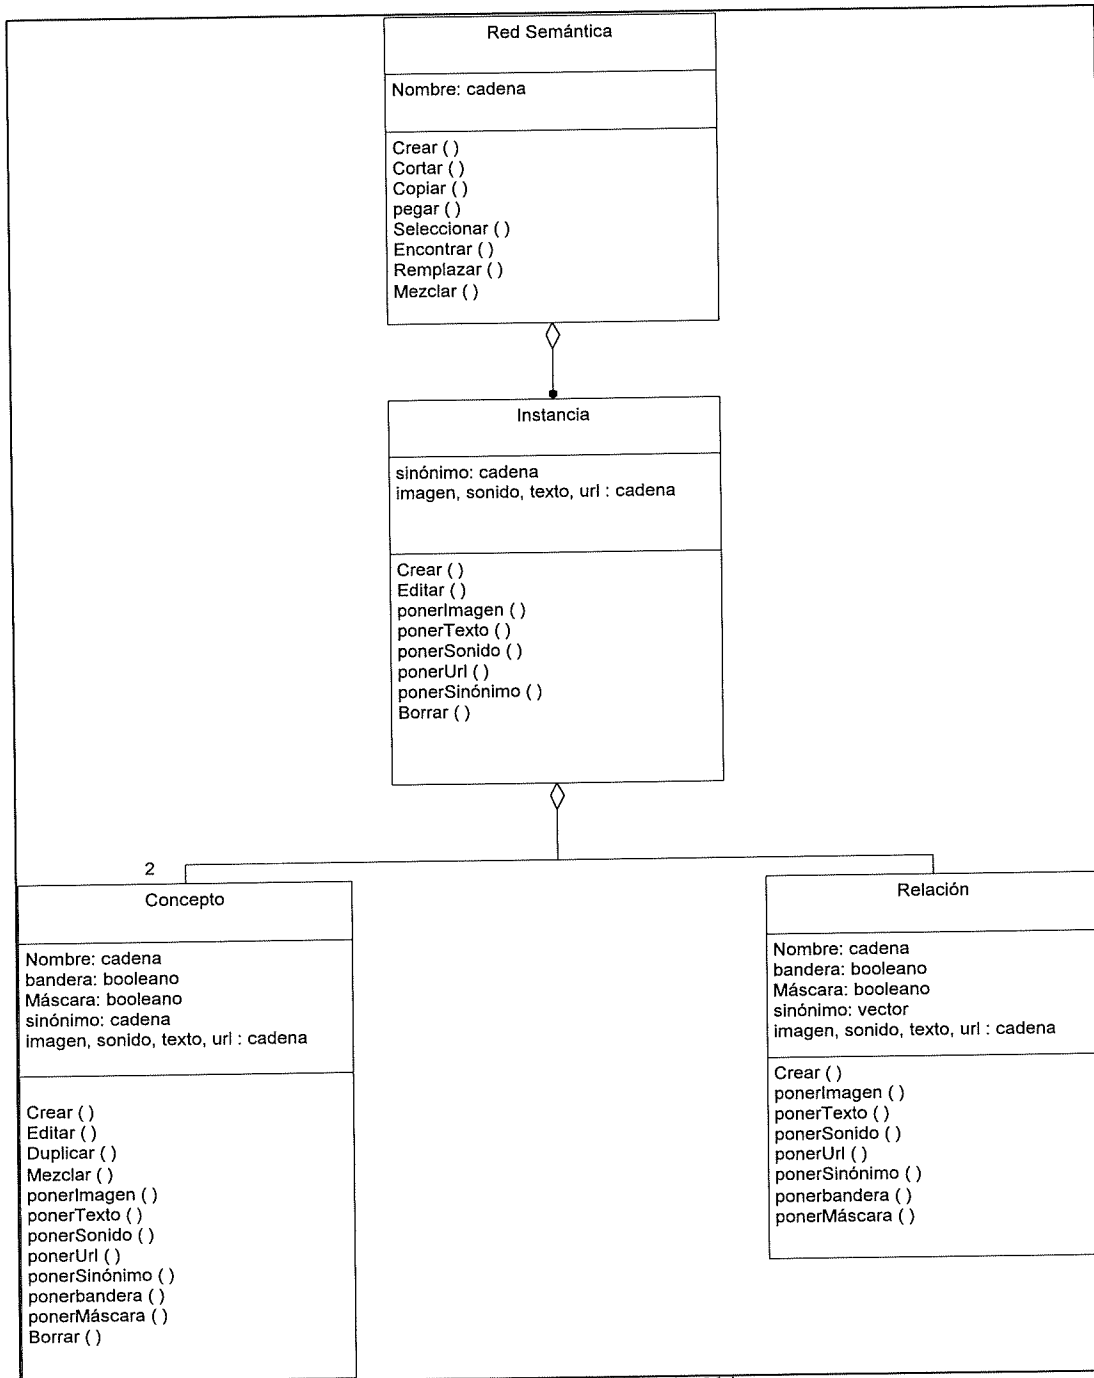 Red Semántica
Nombre: cadena
Crear ( )
Cortar ( )
Copiar ( )
pegar ( )
Seleccionar ( )
Encontrar ( )
Remplazar ( )
Mezclar ( )
Instancia
sinónimo: cadena
imagen, sonido, texto, url : cadena
Crear ( )
Editar ( )
ponerImagen ( )
ponerTexto ( )
ponerSonido ( )
ponerUrl ( )
ponerSinónimo ( )
Borrar ( )
2
Concepto
Nombre: cadena
bandera: booleano
Máscara: booleano
sinónimo: cadena
imagen, sonido, texto, url : cadena
Crear ( )
Editar ( )
Duplicar ( )
Mezclar ( )
ponerImagen ( )
ponerTexto ( )
ponerSonido ( )
ponerUrl ( )
ponerSinónimo ( )
ponerbandera ( )
ponerMáscara ( )
Borrar ( )
Relación
Nombre: cadena
bandera: booleano
Máscara: booleano
sinónimo: vector
imagen, sonido, texto, url : cadena
Crear ( )
ponerImagen ( )
ponerTexto ( )
ponerSonido ( )
ponerUrl ( )
ponerSinónimo ( )
ponerbandera ( )
ponerMáscara ( )